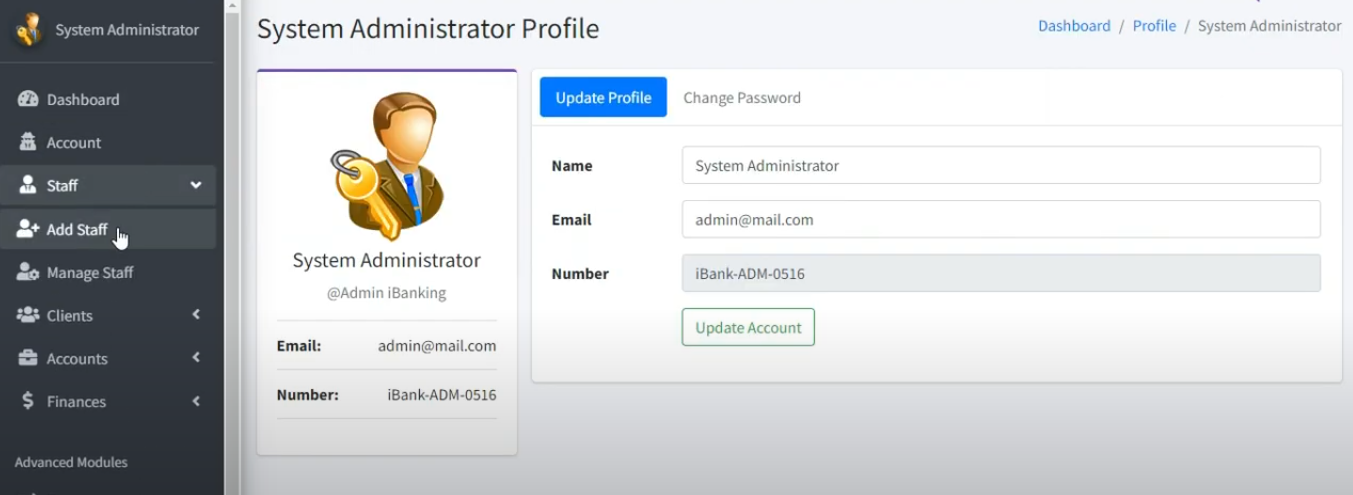 System Administrator
Dashboard
Account
Staff
Add Staff
Manage Staff
Clients
Accounts
Finances
Advanced Modules
System Administrator Profile
Dashboard / Profile / System Administrator
System Administrator
@Admin iBanking
Email: admin@mail.com
Number: iBank-ADM-0516
Update Profile Change Password
Name System Administrator
Email admin@mail.com
Number iBank-ADM-0516
Update Account